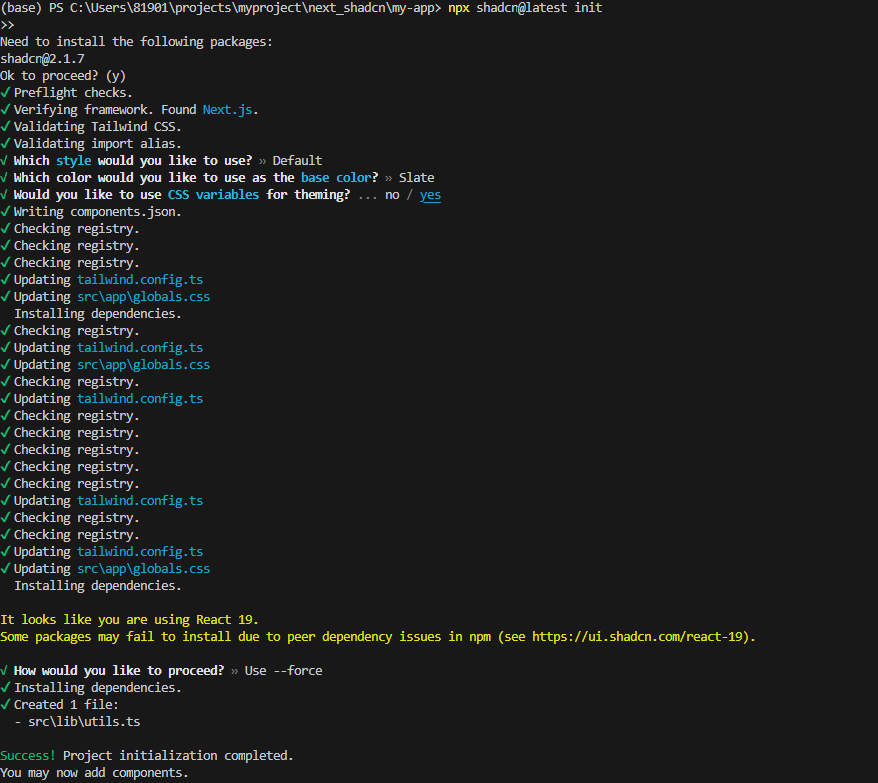 (base) PS C:\Users\81901\projects\myproject\next_shadcn\my-app> npx shadcn@latest init
>>
Need to install the following packages:
shadcn@2.1.7
Ok to proceed? (y)
✓ Preflight checks.
✓ Verifying framework. Found Next.js.
✓ Validating Tailwind CSS.
✓ Validating import alias.
√ Which style would you like to use? » Default
√ Which color would you like to use as the base color? » Slate
√ Would you like to use CSS variables for theming? ... no / yes
✓ Writing components.json.
✓ Checking registry.
✓ Checking registry.
✓ Checking registry.
✓ Updating tailwind.config.ts
✓ Updating src\app\globals.css
Installing dependencies.
✓ Checking registry.
✓ Updating tailwind.config.ts
✓ Updating src\app\globals.css
✓ Checking registry.
✓ Updating tailwind.config.ts
✓ Checking registry.
✓ Checking registry.
✓ Checking registry.
✓ Checking registry.
✓ Checking registry.
✓ Updating tailwind.config.ts
✓ Checking registry.
✓ Checking registry.
✓ Updating tailwind.config.ts
✓ Updating src\app\globals.css
Installing dependencies.
It looks like you are using React 19.
Some packages may fail to install due to peer dependency issues in npm (see https://ui.shadcn.com/react-19).
√ How would you like to proceed? » Use --force
✓ Installing dependencies.
✓ Created 1 file:
- src\lib\utils.ts
Success! Project initialization completed.
You may now add components.